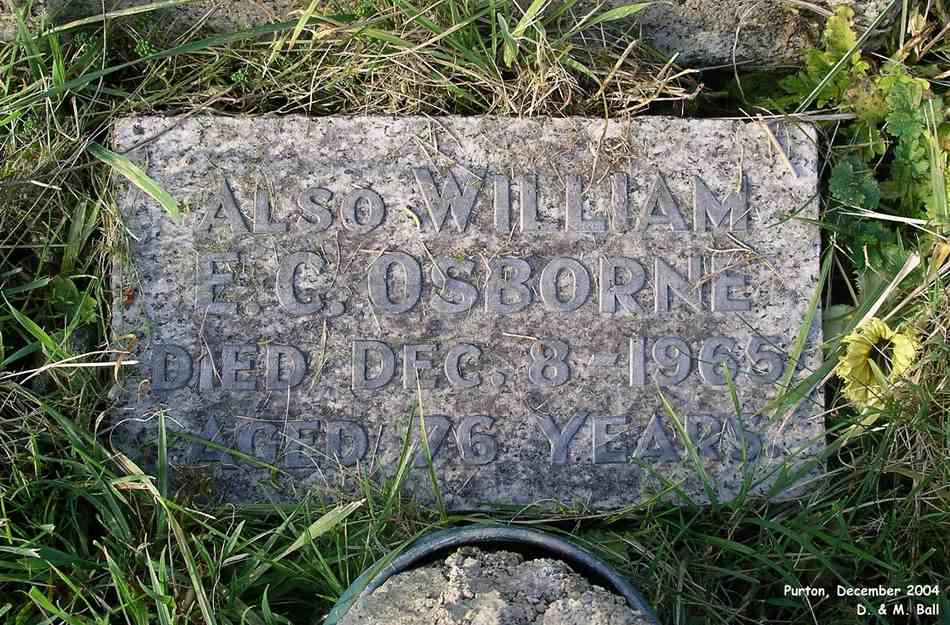 ALSO WILLIAM
E. C. OSBORNE
DIED DEC. 8 - 1965
AGED 76 YEARS
Purton, December 2004
D. & M. Ball